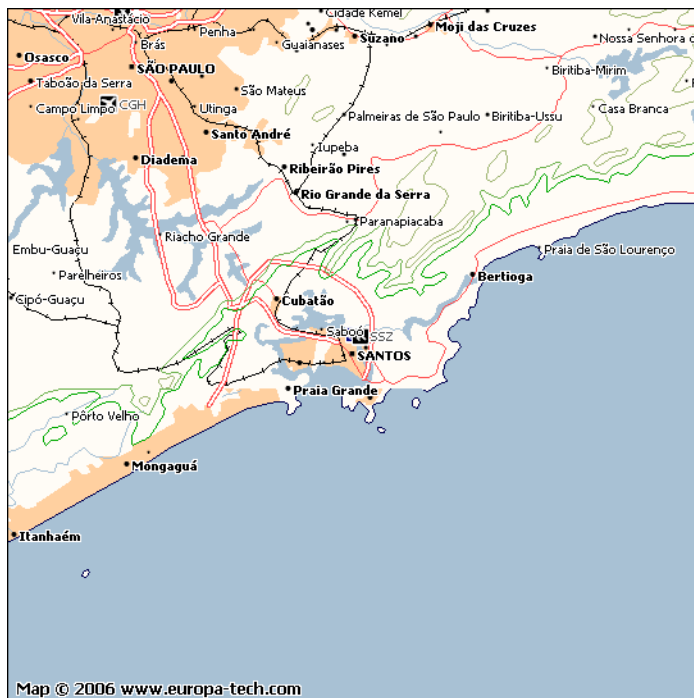 Vila-Anastácio
Cidade Kemel
Moji das Cruzes
Brás
Penha
Guaianases
Suzano
Nossa Senhora
Osasco
SÃO PAULO
Biritiba-Mirim
Taboão da Serra
São Mateus
Campo Limpo
CGH
Utinga
Palmeiras de São Paulo
Biritiba-Ussu
Casa Branca
Santo André
Iupeba
Diadema
Ribeirão Pires
Rio Grande da Serra
Paranapiacaba
Riacho Grande
Embu-Guaçu
Praia de São Lourenço
Parelheiros
Bertioga
Cipó-Guaçu
Cubatão
Saboó
SSZ
SANTOS
Praia Grande
Pôrto Velho
Mongaguá
Itanhaém
Map © 2006 www.europa-tech.com